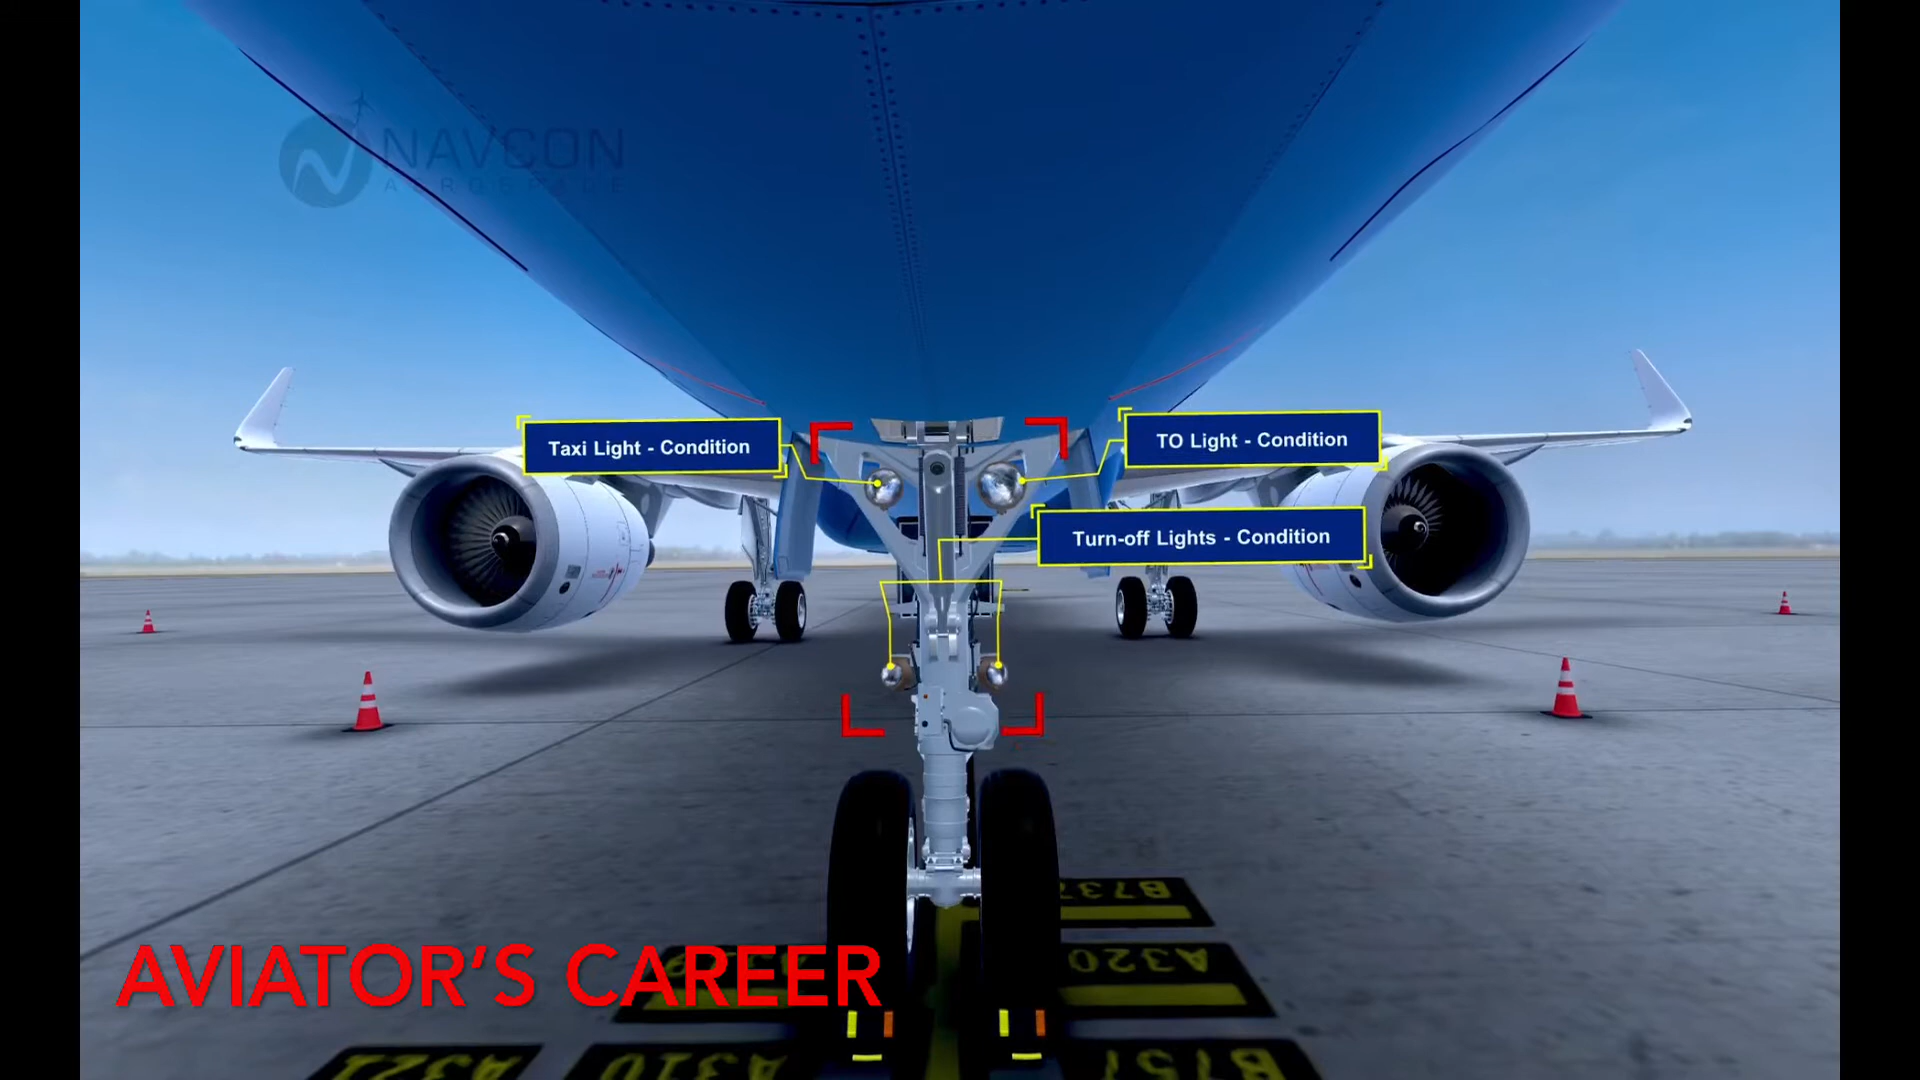 NAVCON
AEROSPACE
Taxi Light - Condition
TO Light - Condition
Turn-off Lights - Condition
B737
A320
AVIATOR'S CAREER
A321
A310
B757